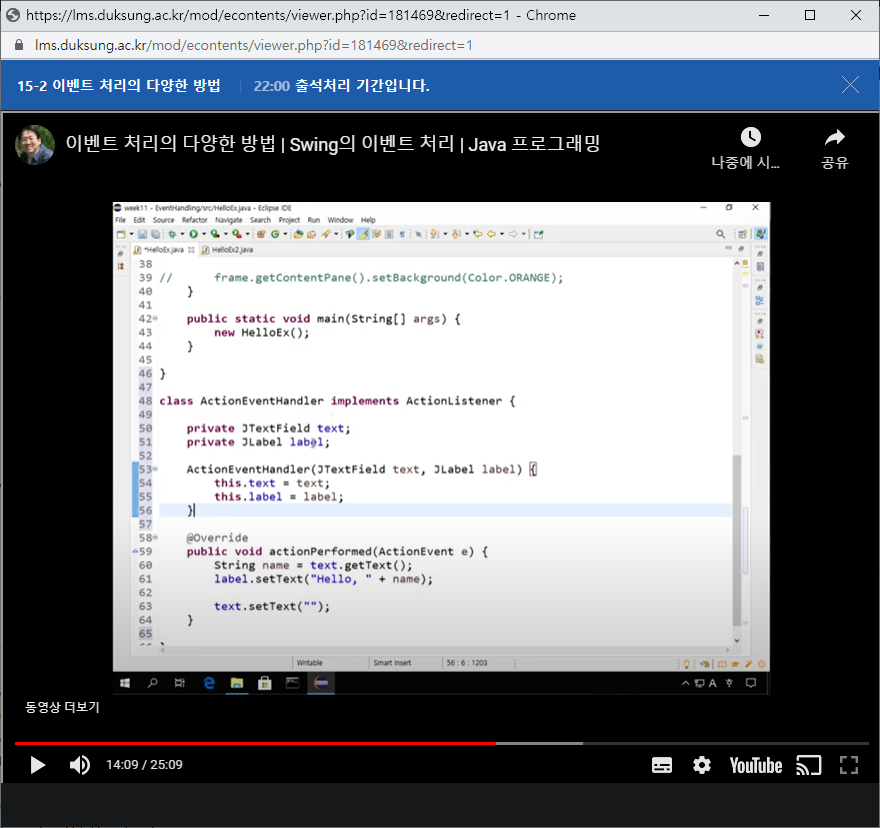 https://lms.duksung.ac.kr/mod/econtents/viewer.php?id=181469&redirect=1 - Chrome
lms.duksung.ac.kr/mod/econtents/viewer.php?id=181469&redirect=1
15-2 이벤트 처리의 다양한 방법 22:00 출석처리 기간입니다.
이벤트 처리의 다양한 방법 | Swing의 이벤트 처리 | Java 프로그래밍
나중에 시... 공유
week11 - EventHandling/src/HelloEx.java - Eclipse IDE
File Edit Source Refactor Navigate Search Project Run Window Help
*HelloEx.java HelloEx2.java
38
39 // frame.getContentPane().setBackground(Color.ORANGE);
40 }
41
42 public static void main(String[] args) {
43 new HelloEx();
44 }
45
46 }
47
48 class ActionEventHandler implements ActionListener {
49
50 private JTextField text;
51 private JLabel label;
52
53 ActionEventHandler(JTextField text, JLabel label) {
54 this.text = text;
55 this.label = label;
56 }
57
58 @Override
59 public void actionPerformed(ActionEvent e) {
60 String name = text.getText();
61 label.setText("Hello, " + name);
62
63 text.setText("");
64 }
65
Writable Smart Insert 56 : 6 : 1203
A
동영상 더보기
14:09 / 25:09
YouTube